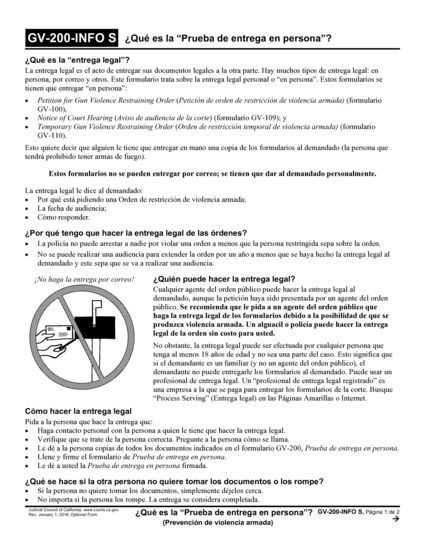 GV-200-INFO S ¿Qué es la “Prueba de entrega en persona”?
¿Qué es la “entrega legal”?
La entrega legal es el acto de entregar sus documentos legales a la otra parte. Hay muchos tipos de entrega legal: en
persona, por correo y otros. Este formulario trata sobre la entrega legal personal o “en persona”. Estos formularios se
tienen que entregar “en persona”:
• Petition for Gun Violence Restraining Order (Petición de orden de restricción de violencia armada) (formulario
GV-100),
• Notice of Court Hearing (Aviso de audiencia de la corte) (formulario GV-109); y
• Temporary Gun Violence Restraining Order (Orden de restricción temporal de violencia armada) (formulario
GV-110).
Esto quiere decir que alguien le tiene que entregar en mano una copia de los formularios al demandado (la persona que
tendrá prohibido tener armas de fuego).
Estos formularios no se pueden entregar por correo; se tienen que dar al demandado personalmente.
La entrega legal le dice al demandado:
• Por qué está pidiendo una Orden de restricción de violencia armada;
• La fecha de audiencia;
• Cómo responder.
¿Por qué tengo que hacer la entrega legal de las órdenes?
• La policía no puede arrestar a nadie por violar una orden a menos que la persona restringida sepa sobre la orden.
• No se puede realizar una audiencia para extender la orden por un año a menos que se haya hecho la entrega legal al
demandado y este sepa que se va a realizar una audiencia.
¡No haga la entrega por correo!
¿Quién puede hacer la entrega legal?
Cualquier agente del orden público puede hacer la entrega legal al
demandado, aunque la petición haya sido presentada por un agente del orden
público. Se recomienda que le pida a un agente del orden público que
haga la entrega legal de los formularios debido a la posibilidad de que se
produzca violencia armada. Un alguacil o policía puede hacer la entrega
legal de la orden sin costo para usted.
No obstante, la entrega legal puede ser efectuada por cualquier persona que
tenga al menos 18 años de edad y no sea una parte del caso. Esto significa que
si el demandante es un familiar (y no un agente del orden público), el
demandante no puede entregarle los formularios al demandado. Puede usar un
profesional de entrega legal. Un “profesional de entrega legal registrado” es
una empresa a la que se paga para entregar los formularios de la corte. Busque
“Process Serving” (Entrega legal) en las Páginas Amarillas o Internet.
Cómo hacer la entrega legal
Pida a la persona que hace la entrega que:
• Haga contacto personal con la persona a quien le tiene que hacer la entrega legal.
• Verifique que se trate de la persona correcta. Pregunte a la persona cómo se llama.
• Le dé a la persona copias de todos los documentos indicados en el formulario GV-200, Prueba de entrega en persona.
• Llene y firme el formulario de Prueba de entrega en persona.
• Le dé a usted la Prueba de entrega en persona firmada.
¿Qué se hace si la otra persona no quiere tomar los documentos o los rompe?
• Si la persona no quiere tomar los documentos, simplemente déjelos cerca.
• No importa si la persona los rompe. La entrega se considera completada.
Judicial Council of California, www.courts.ca.gov
Rev. January 1, 2016, Optional Form
¿Qué es la “Prueba de entrega en persona”?
(Prevención de violencia armada)
GV-200-INFO S, Página 1 de 2
→